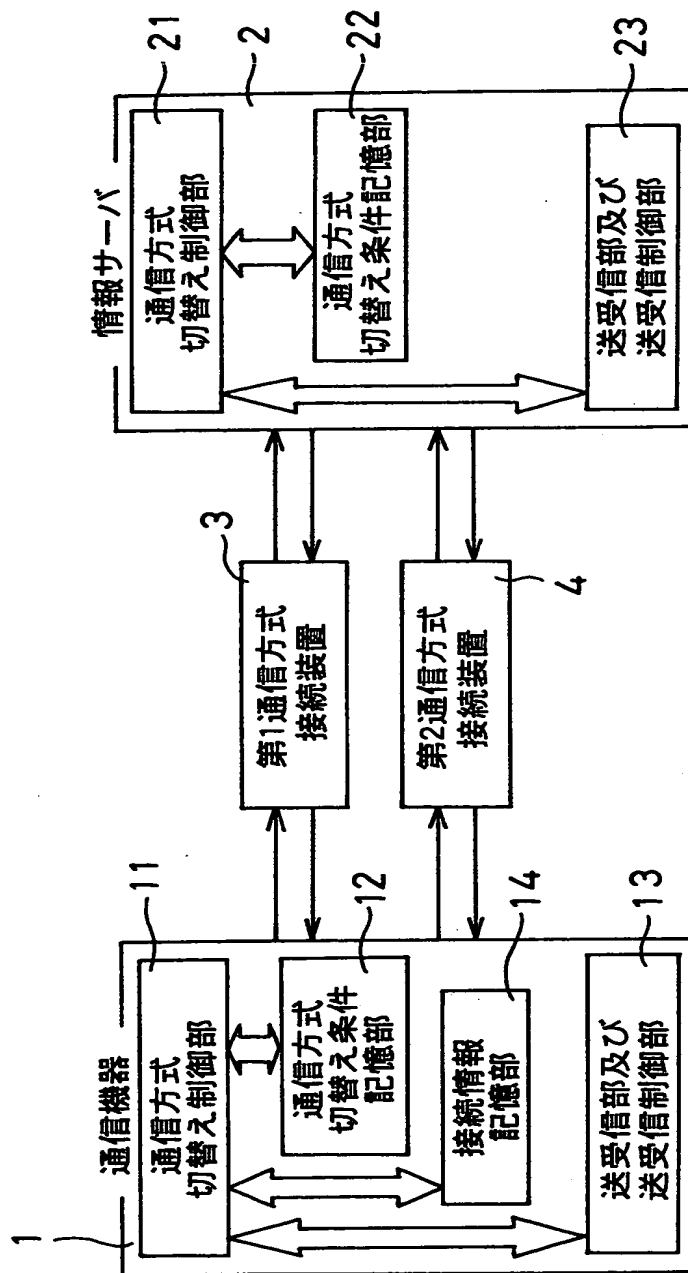 1
通信機器
11
通信方式
切替え制御部
12
通信方式
切替え条件
記憶部
14
接続情報
記憶部
13
送受信部及び
送受信制御部
3
第1通信方式
接続装置
4
第2通信方式
接続装置
情報サーバ
21
通信方式
切替え制御部
2
22
通信方式
切替え条件記憶部
23
送受信部及び
送受信制御部